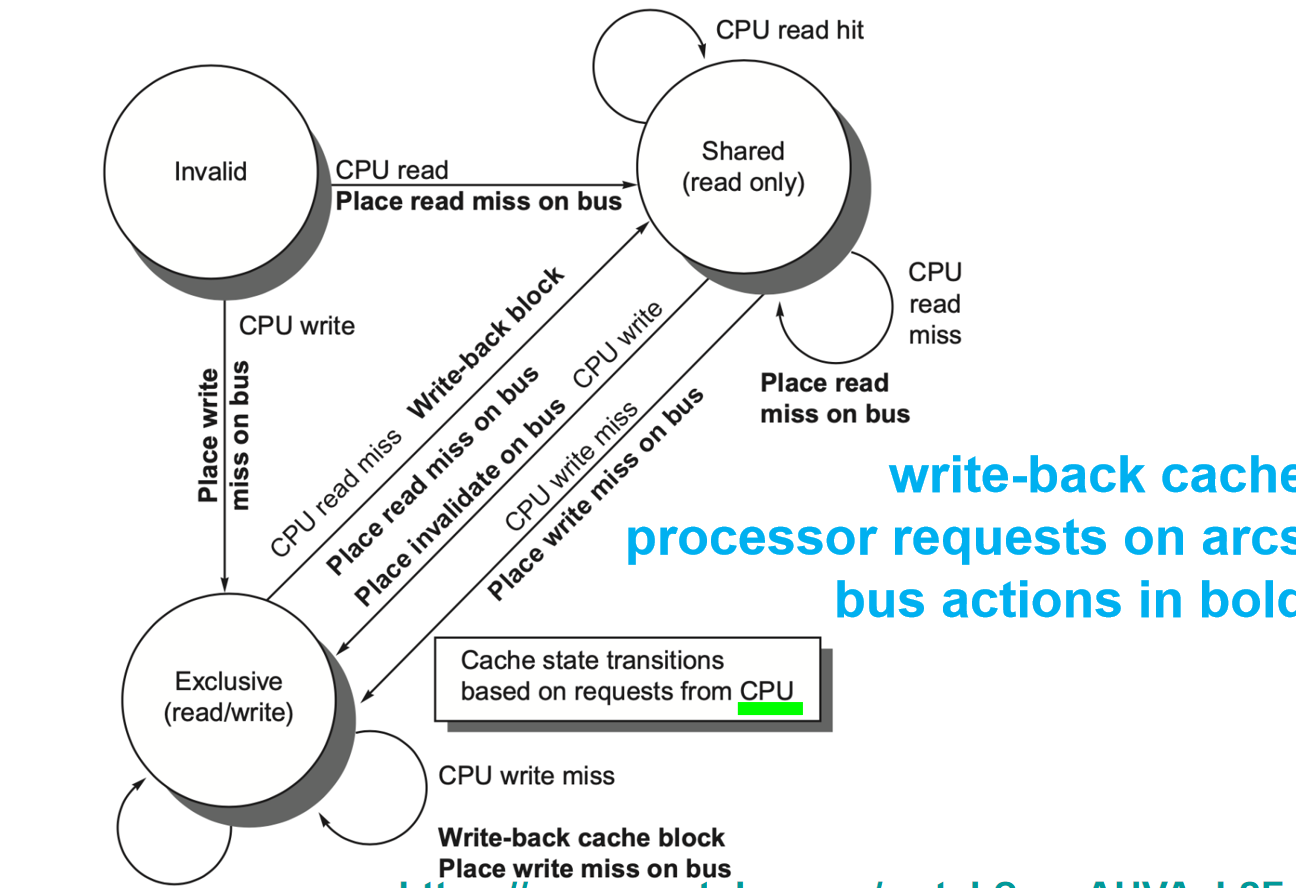 CPU read hit
Invalid
Shared
(read only)
CPU read
Place read miss on bus
CPU write
Place write
miss on bus
CPU
read
miss
Place read
miss on bus
CPU read miss Write-back block
Place read miss on bus
Place invalidate on bus CPU write
CPU write miss
Place write miss on bus
write-back cache
processor requests on arcs
bus actions in bold
Exclusive
(read/write)
Cache state transitions
based on requests from CPU
CPU write miss
Write-back cache block
Place write miss on bus